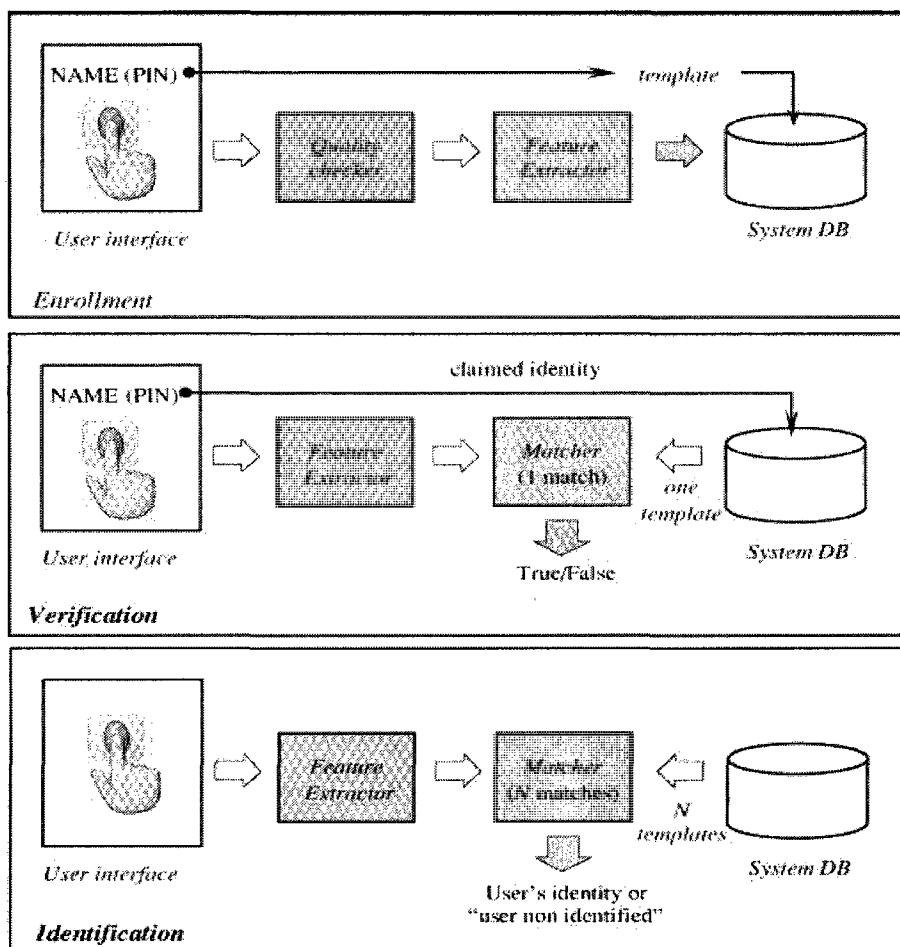 NAME (PIN)
template
Quality
checker
Feature
Extractor
User interface
System DB
Enrollment
claimed identity
NAME (PIN)
Feature
Extractor
Matcher
(1 match)
one
template
User interface
System DB
True/False
Verification
Feature
Extractor
Matcher
(N matches)
N
templates
User interface
System DB
User's identity or
"user non identified"
Identification